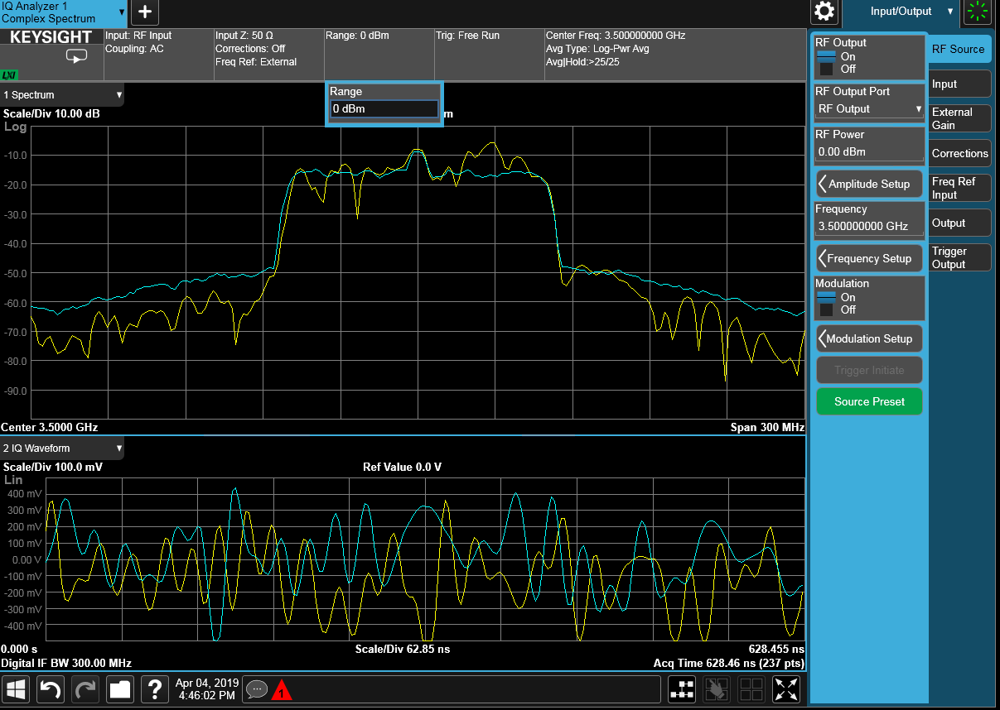 IQ Analyzer 1
Complex Spectrum
Input/Output
KEYSIGHT
LXI
Input: RF Input
Coupling: AC
Input Z: 50 Ω
Corrections: Off
Freq Ref: External
Range: 0 dBm
Trig: Free Run
Center Freq: 3.500000000 GHz
Avg Type: Log-Pwr Avg
Avg|Hold:>25/25
1 Spectrum
Scale/Div 10.00 dB
Log
Range
0 dBm
m
-10.0
-20.0
-30.0
-40.0
-50.0
-60.0
-70.0
-80.0
-90.0
Center 3.5000 GHz
Span 300 MHz
2 IQ Waveform
Scale/Div 100.0 mV
Ref Value 0.0 V
Lin
400 mV
300 mV
200 mV
100 mV
0.00 V
-100 mV
-200 mV
-300 mV
-400 mV
0.000 s
Scale/Div 62.85 ns
628.455 ns
Digital IF BW 300.00 MHz
Acq Time 628.46 ns (237 pts)
RF Output
On
Off
RF Output Port
RF Output
RF Power
0.00 dBm
Amplitude Setup
Frequency
3.500000000 GHz
Frequency Setup
Modulation
On
Off
Modulation Setup
Trigger Initiate
Source Preset
RF Source
Input
External
Gain
Corrections
Freq Ref
Input
Output
Trigger
Output
?
Apr 04, 2019
4:46:02 PM
1